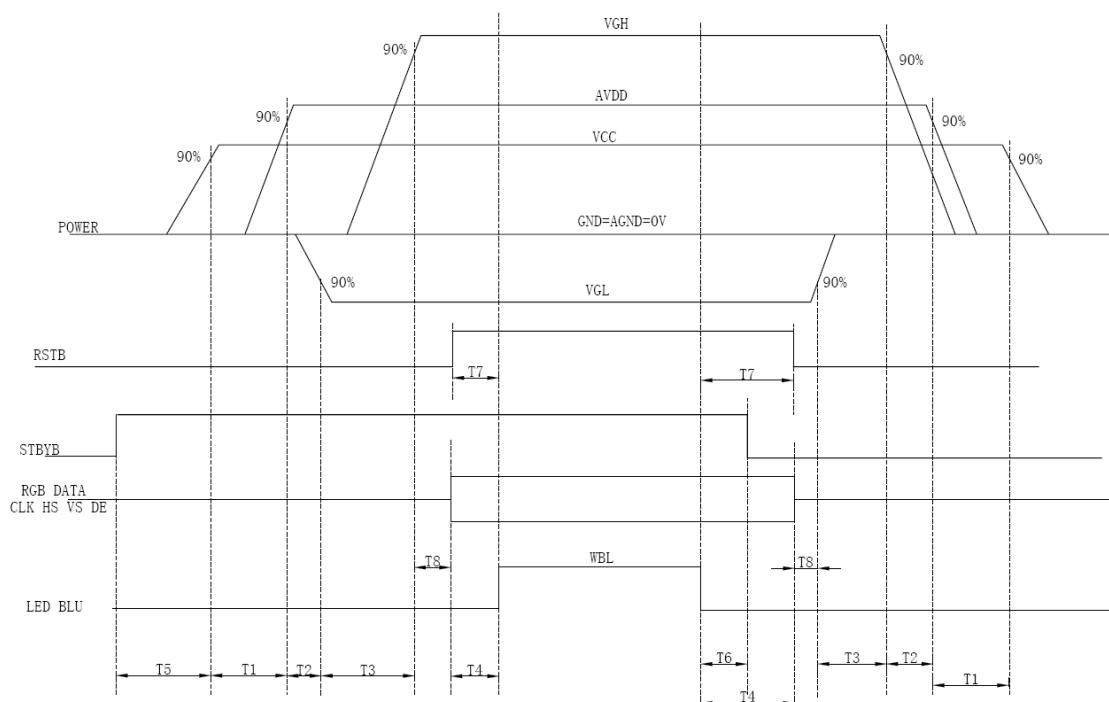 VGH
90%
90%
AVDD
90%
90%
VCC
90%
90%
POWER
GND=AGND=0V
90%
VGL
90%
RSTB
T7
T7
STBYB
RGB DATA
CLK HS VS DE
T8
WBL
T8
LED BLU
T5
T1
T2
T3
T4
T6
T3
T2
T1
T4